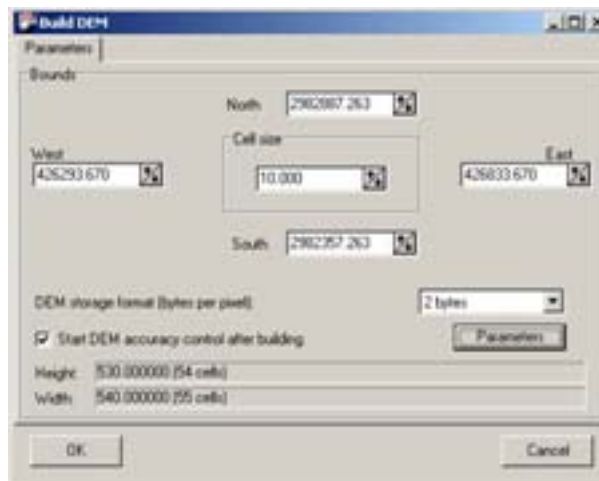 Build DEM
Parameters
Bounds
North 2982887.263
Cell size
West
East
426293.670
10.000
426833.670
South 2982357.263
DEM storage format (bytes per pixel) 2 bytes
Start DEM accuracy control after building Parameters
Height: 530.000000 (54 cells)
Width: 540.000000 (55 cells)
OK Cancel